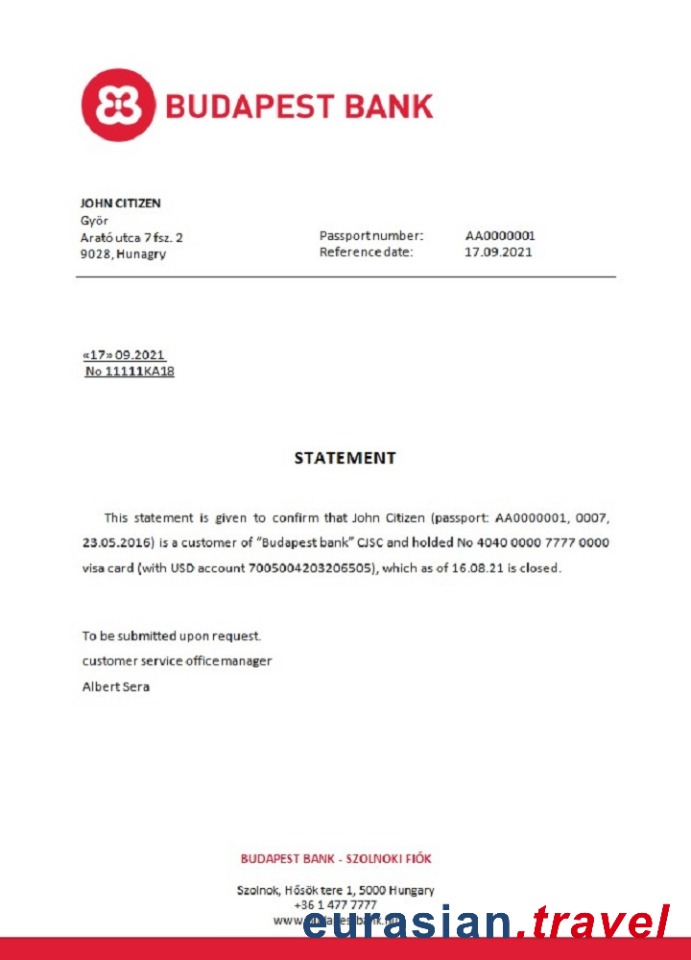 BUDAPEST BANK
JOHN CITIZEN
Győr
Arató utca 7 fsz. 2
9028, Hunagry
Passport number: AA0000001
Reference date: 17.09.2021
«17» 09.2021
No 11111KA18
STATEMENT
This statement is given to confirm that John Citizen (passport: AA0000001, 0007,
23.05.2016) is a customer of “Budapest bank” CJSC and holded No 4040 0000 7777 0000
visa card (with USD account 7005004203206505), which as of 16.08.21 is closed.
To be submitted upon request.
customer service office manager
Albert Sera
BUDAPEST BANK - SZOLNOKI FIÓK
Szolnok, Hősök tere 1, 5000 Hungary
+36 1 477 7777
eurasian.travel